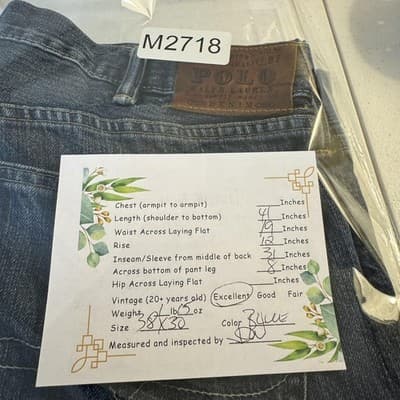 M2718
POLO
RALPH LAUREN
DENIM
Chest (armpit to armpit) Inches
Length (shoulder to bottom) 41 Inches
Waist Across Laying Flat 19 Inches
Rise 12 Inches
Inseam/Sleeve from middle of back 31 Inches
Across bottom of pant leg 8 Inches
Hip Across Laying Flat Inches
Vintage (20+ years old) Excellent Good Fair
Weight 1 lb 15 oz
Size 38X30 Color Blue
Measured and inspected by